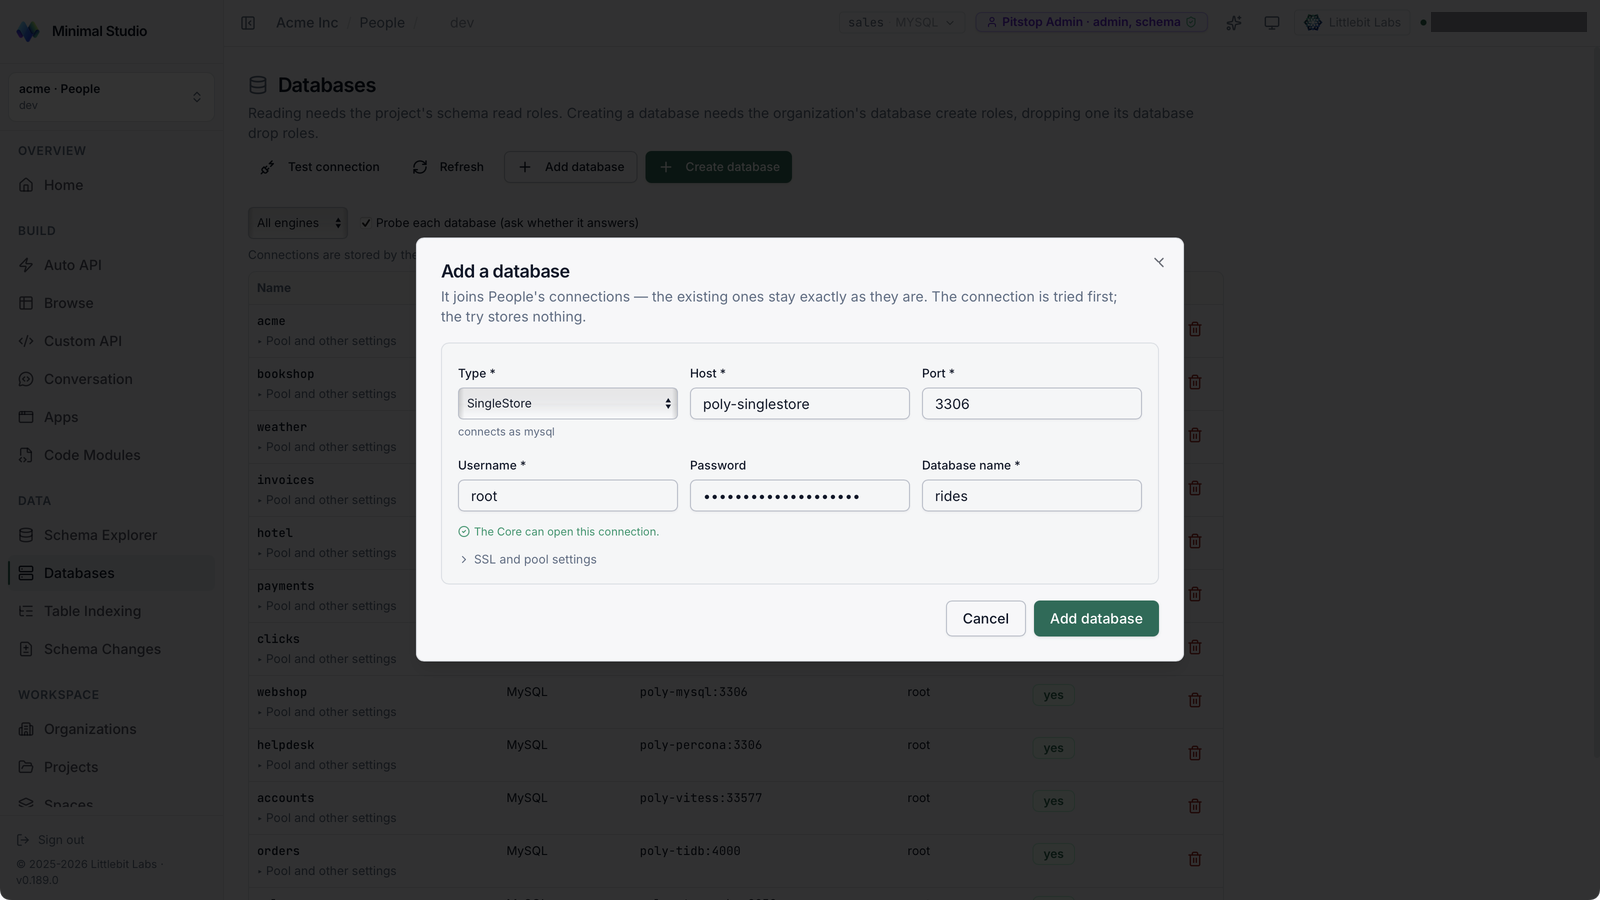 Minimal Studio
Acme Inc / People / dev
sales MYSQL
Pitstop Admin · admin, schema
Littlebit Labs
acme · People
dev
OVERVIEW
Home
BUILD
Auto API
Browse
Custom API
Conversation
Apps
Code Modules
DATA
Schema Explorer
Databases
Table Indexing
Schema Changes
WORKSPACE
Organizations
Projects
Spaces
Sign out
© 2025-2026 Littlebit Labs ·
v0.189.0
Databases
Reading needs the project's schema read roles. Creating a database needs the organization's database create roles, dropping one its database
drop roles.
Test connection
Refresh
Add database
Create database
All engines
Probe each database (ask whether it answers)
Connections are stored by the
Name
acme
Pool and other settings
bookshop
Pool and other settings
weather
Pool and other settings
invoices
Pool and other settings
hotel
Pool and other settings
payments
Pool and other settings
clicks
Pool and other settings
webshop MySQL poly-mysql:3306 root yes
Pool and other settings
helpdesk MySQL poly-percona:3306 root yes
Pool and other settings
accounts MySQL poly-vitess:33577 root yes
Pool and other settings
orders MySQL poly-tidb:4000 root yes
Pool and other settings
Add a database
It joins People's connections — the existing ones stay exactly as they are. The connection is tried first;
the try stores nothing.
Type * Host * Port *
SingleStore poly-singlestore 3306
connects as mysql
Username * Password Database name *
root •••••••••••••••••••• rides
The Core can open this connection.
SSL and pool settings
Cancel
Add database